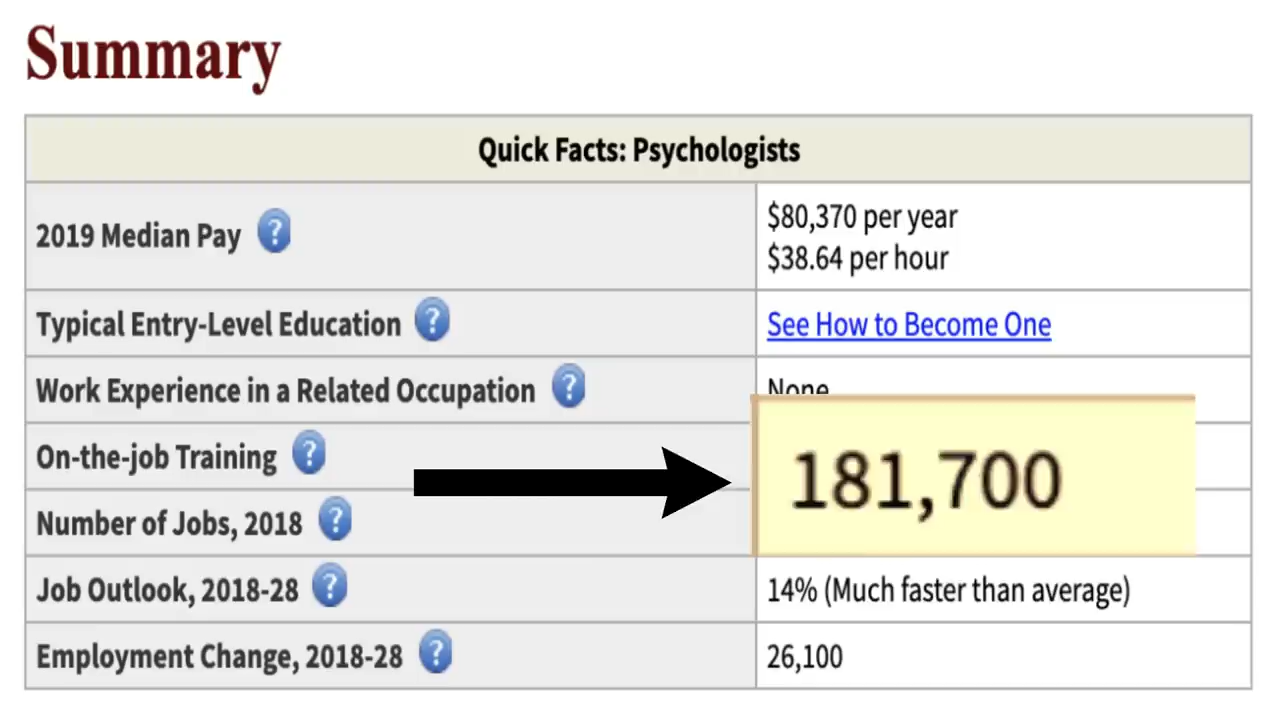 Summary
Quick Facts: Psychologists
2019 Median Pay ?
$80,370 per year
$38.64 per hour
Typical Entry-Level Education ?
See How to Become One
Work Experience in a Related Occupation ?
None
On-the-job Training ?
181,700
Number of Jobs, 2018 ?
Job Outlook, 2018-28 ?
14% (Much faster than average)
Employment Change, 2018-28 ?
26,100